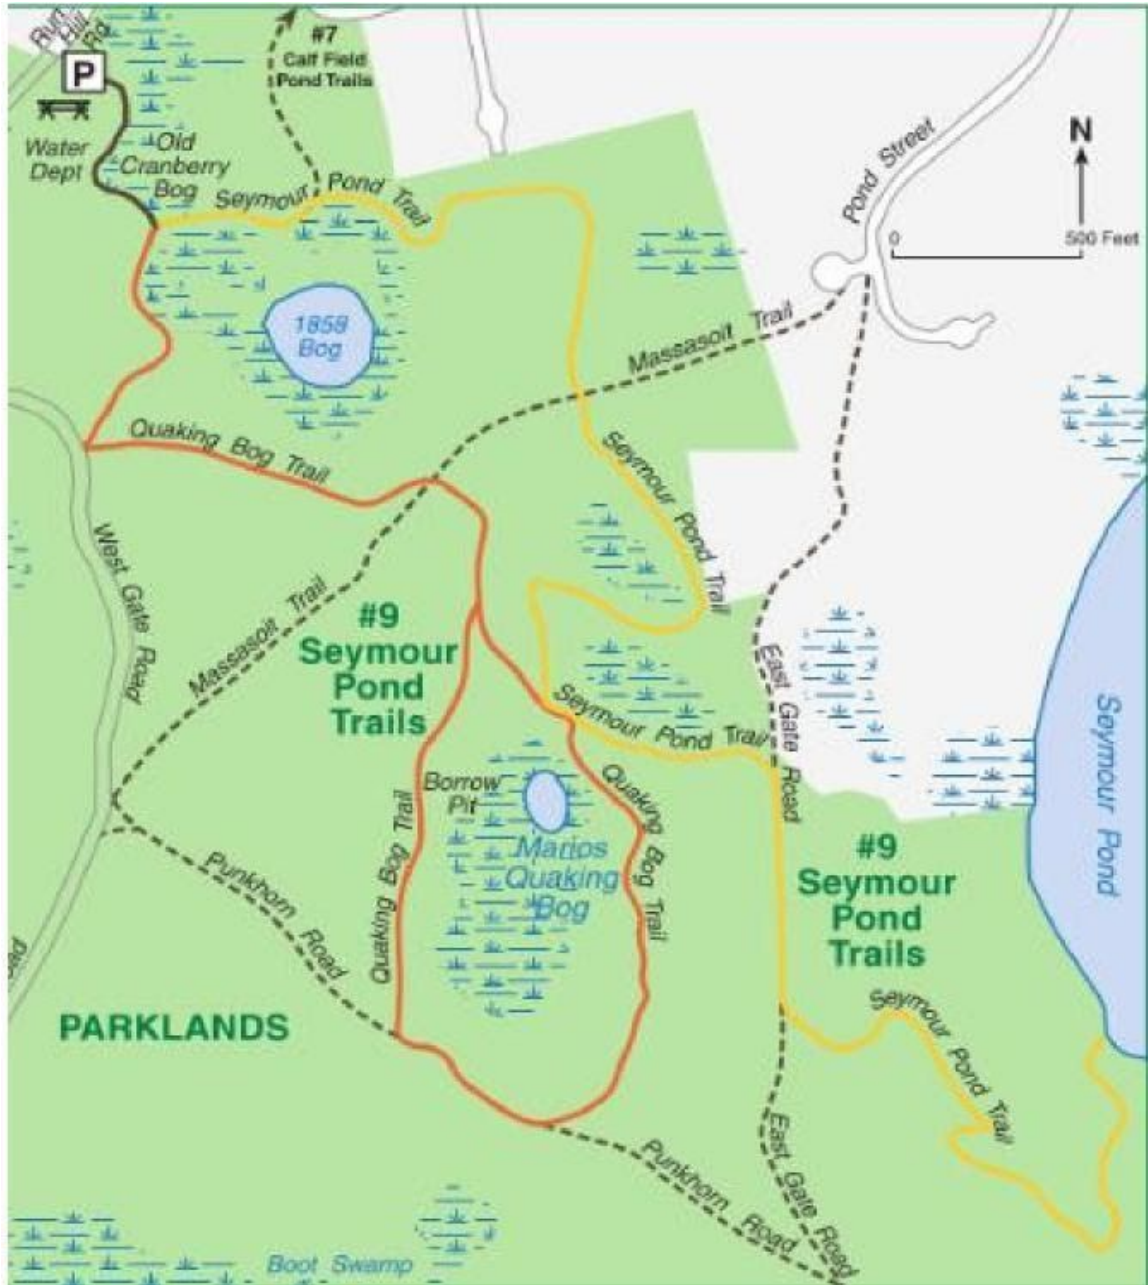 Rum
Hill
Rd
P
Water
Dept
Old
Cranberry
Bog
#7
Calf Field
Pond Trails
Seymour Pond Trail
Pond Street
N
0 500 Feet
1858
Bog
Massasoit Trail
Quaking Bog Trail
Seymour Pond Trail
West Gate Road
Massasoit Trail
#9
Seymour
Pond
Trails
East Gate Road
Seymour Pond Trail
Seymour Pond
Borrow
Pit
Quaking Bog Trail
Marios
Quaking
Bog
Quaking Bog Trail
#9
Seymour
Pond
Trails
Punkhorn Road
oad
PARKLANDS
Seymour Pond Trail
East Gate Road
Punkhorn Road
Boot Swamp